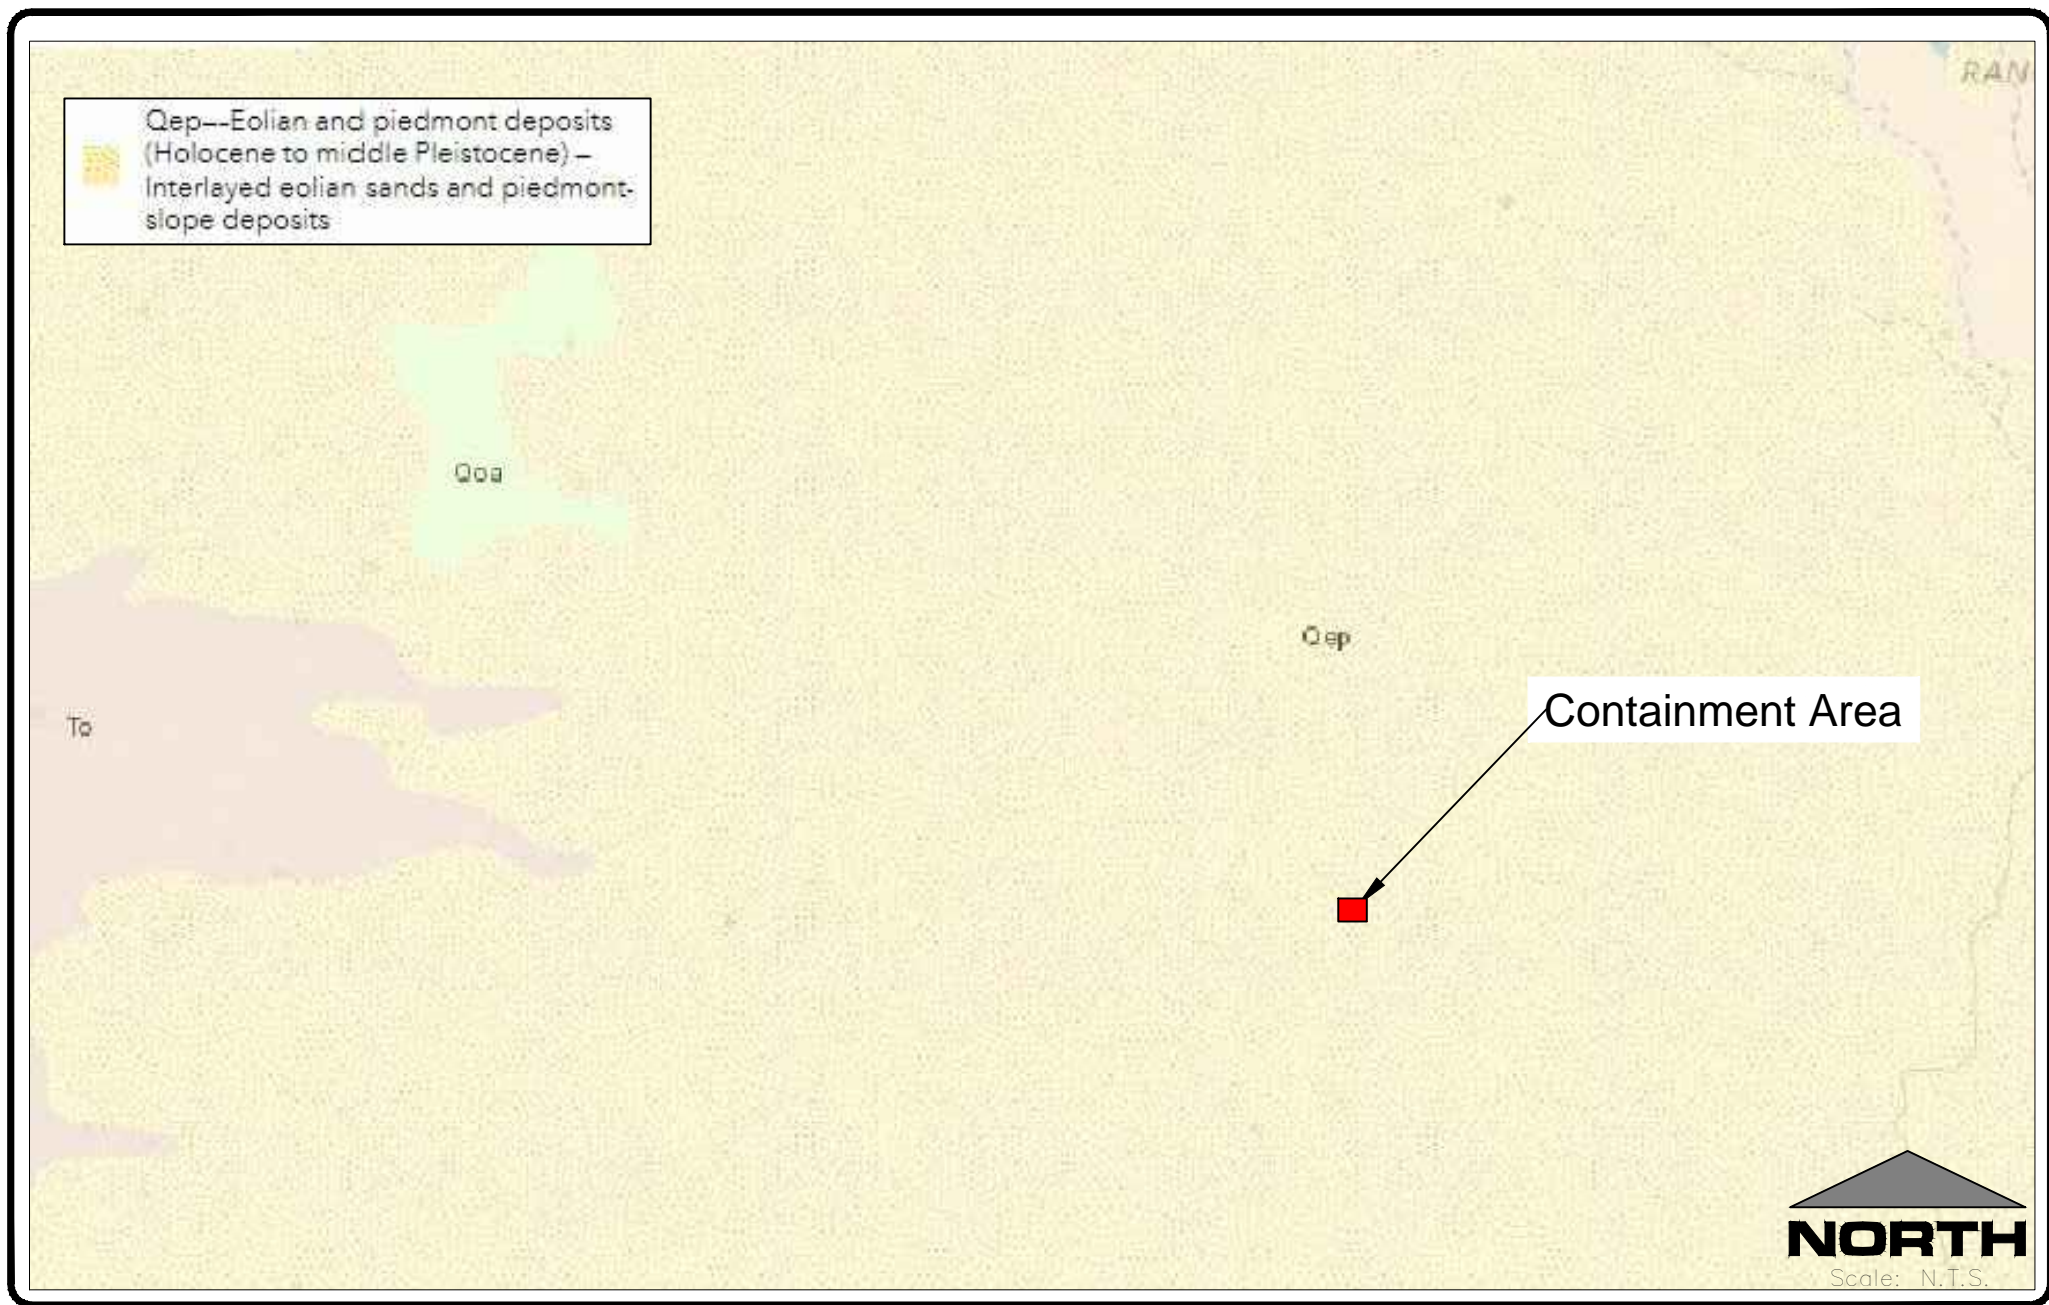 RAN
Qep--Eolian and piedmont deposits
(Holocene to middle Pleistocene) –
Interlayed eolian sands and piedmont-
slope deposits
Qoa
Qep
Containment Area
To
NORTH
Scale: N.T.S.